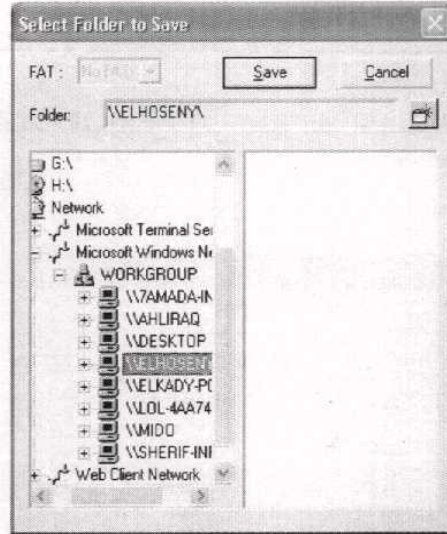 Select Folder to Save
FAT :
Save
Cancel
Folder:
\\ELHOSENY\
G:\
H:\
Network
Microsoft Terminal Ser
Microsoft Windows Ne
WORKGROUP
\\7AMADA-IN
\\AHLIRAQ
\\DESKTOP
\\ELHOSENY
\\ELKADY-PC
\\LOL-4AA74
\\MIDO
\\SHERIF-INF
Web Client Network